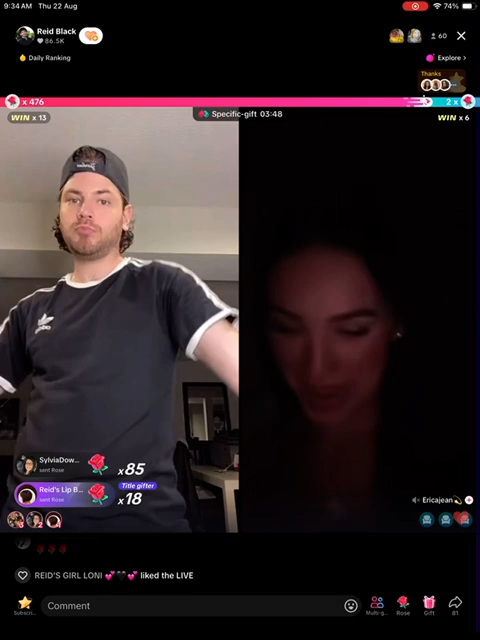 9:34 AM Thu 22 Aug
74%
Reid Black
86.5K
60
Daily Ranking
Explore >
Thanks
x 476
2 x
WIN x 13
Specific-gift 03:48
WIN x 6
adidas
SylviaDow...
sent Rose
x85
Title gifter
Reid's Lip B...
sent Rose
x18
Ericajean
REID'S GIRL LONI liked the LIVE
Comment
Subscri...
Multi-g...
Rose
Gift
81